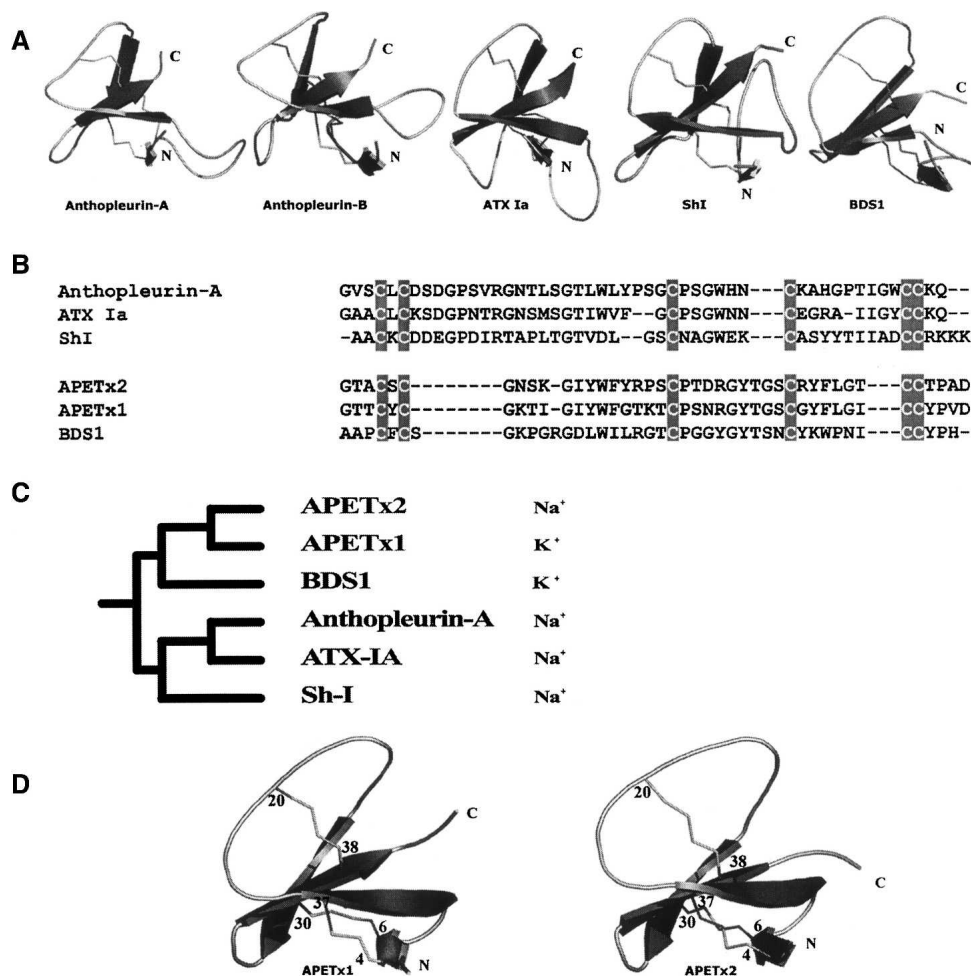 A
C
C
C
C
C
N
N
N
N
N
Anthopleurin-A
Anthopleurin-B
ATX Ia
ShI
BDS1
B
Anthopleurin-A GVSCLCDSDGPSVRGNTLSGTLWLYPSGCPSGWHN---CKAHGPTIGWCCKQ--
ATX Ia GAACLCKSDGPNTRGNSMSGTIWVF--GCPSGWNN---CEGRA-IIGYCCKQ--
ShI -AACKCDDEGPDIRTAPLTGTVDL--GSCNAGWEK---CASYYTIIADCCRKKK
APETx2 GTACSC---------GNSK-GIYWFYRPSCPTDRGYTGSCRYFLGT---CCTPAD
APETx1 GTTCYC---------GKTI-GIYWFGTKTCPSNRGYTGSCGYFLGI---CCYPVD
BDS1 AAPCFCS--------GKPGRGDLWILRGTCPGGYGYTSNCYKWPNI---CCYPH-
C
APETx2 Na+
APETx1 K+
BDS1 K+
Anthopleurin-A Na+
ATX-IA Na+
Sh-I Na+
D
20
38
37
30
6
4
C
N
APETx1
20
38
37
30
6
4
C
N
APETx2